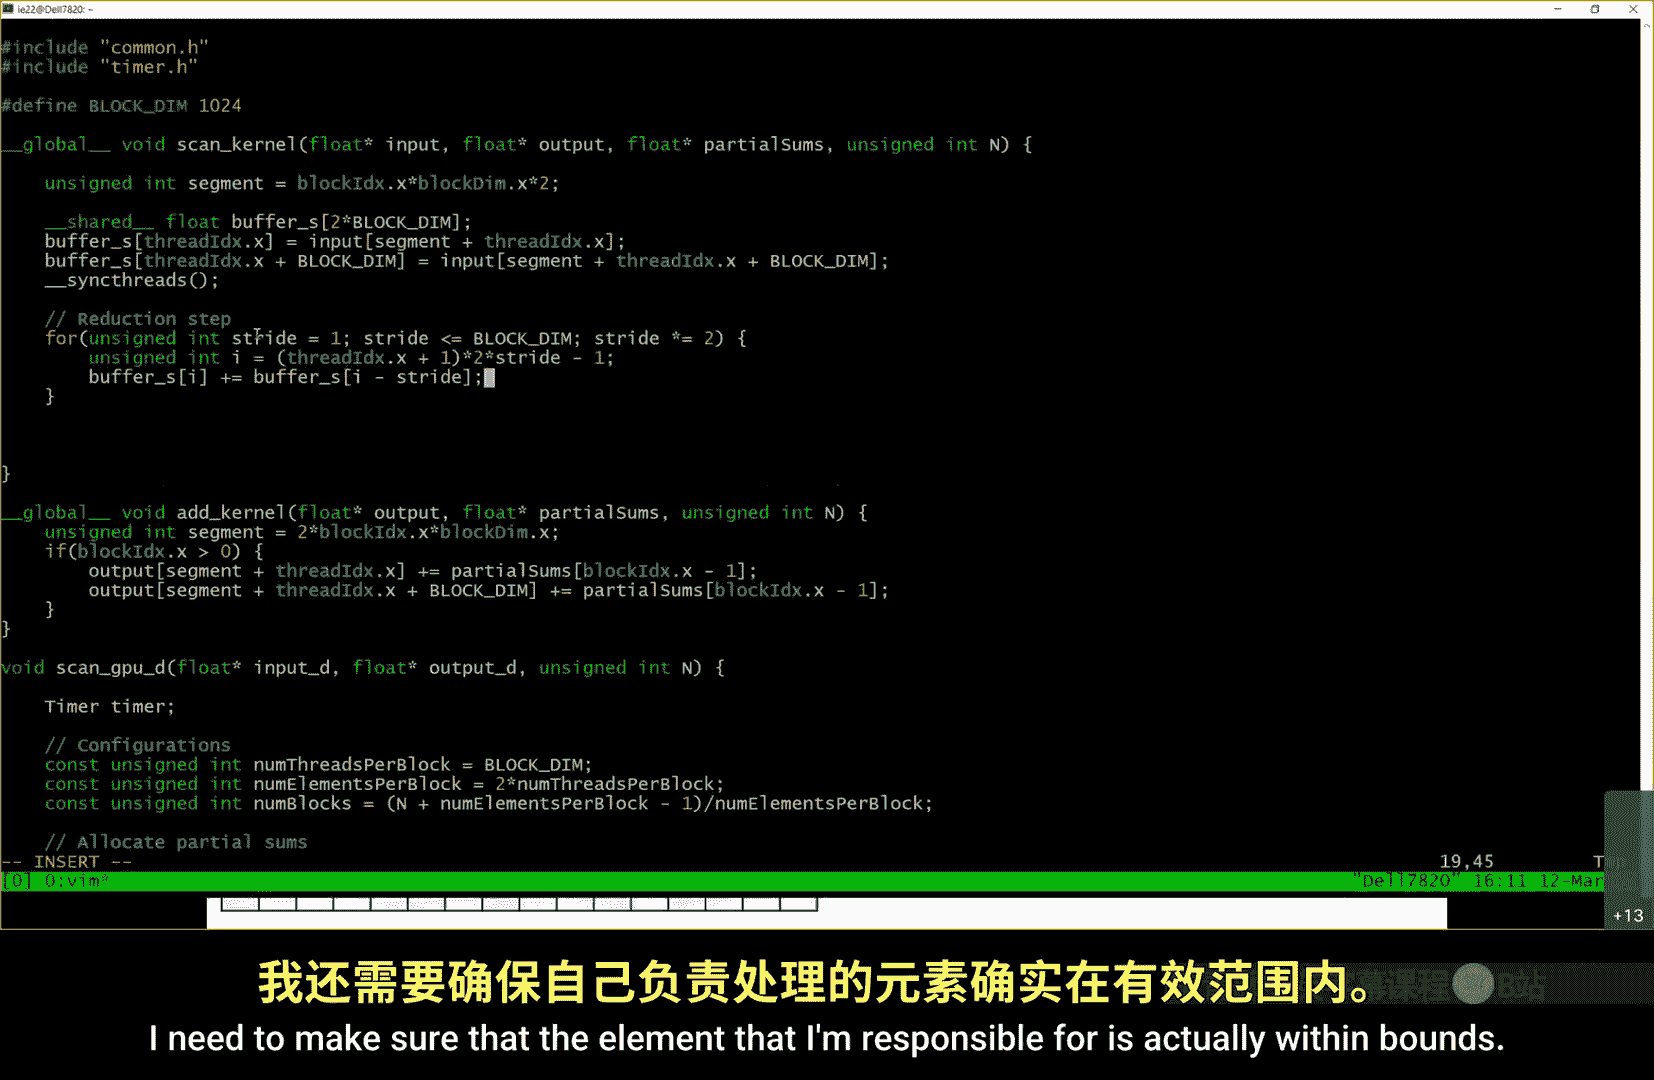 ie22@Dell7820: ~
#include "common.h"
#include "timer.h"
#define BLOCK_DIM 1024
__global__ void scan_kernel(float* input, float* output, float* partialSums, unsigned int N) {
    unsigned int segment = blockIdx.x*blockDim.x*2;
    __shared__ float buffer_s[2*BLOCK_DIM];
    buffer_s[threadIdx.x] = input[segment + threadIdx.x];
    buffer_s[threadIdx.x + BLOCK_DIM] = input[segment + threadIdx.x + BLOCK_DIM];
    __syncthreads();
    // Reduction step
    for(unsigned int stride = 1; stride <= BLOCK_DIM; stride *= 2) {
        unsigned int i = (threadIdx.x + 1)*2*stride - 1;
        buffer_s[i] += buffer_s[i - stride];
    }
}
__global__ void add_kernel(float* output, float* partialSums, unsigned int N) {
    unsigned int segment = 2*blockIdx.x*blockDim.x;
    if(blockIdx.x > 0) {
        output[segment + threadIdx.x] += partialSums[blockIdx.x - 1];
        output[segment + threadIdx.x + BLOCK_DIM] += partialSums[blockIdx.x - 1];
    }
}
void scan_gpu_d(float* input_d, float* output_d, unsigned int N) {
    Timer timer;
    // Configurations
    const unsigned int numThreadsPerBlock = BLOCK_DIM;
    const unsigned int numElementsPerBlock = 2*numThreadsPerBlock;
    const unsigned int numBlocks = (N + numElementsPerBlock - 1)/numElementsPerBlock;
    // Allocate partial sums
-- INSERT -- 19,45
[0] 0:vim* "Dell7820" 16:11 12-Mar
+13
我还需要确保自己负责处理的元素确实在有效范围内。
课程 B站
I need to make sure that the element that I'm responsible for is actually within bounds.